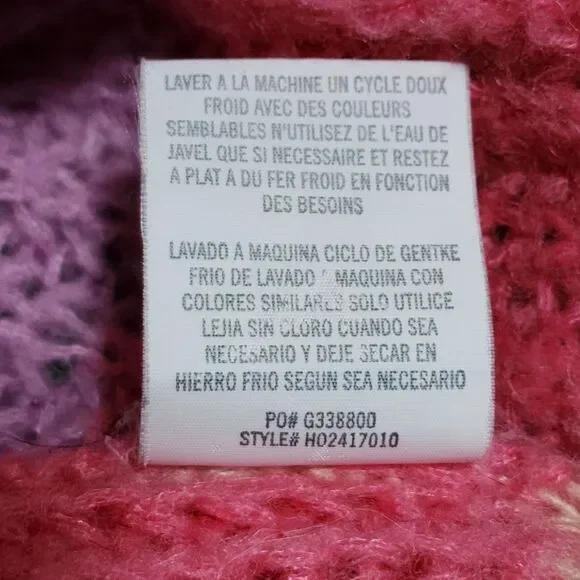 LAVER A LA MACHINE UN CYCLE DOUX
FROID AVEC DES COULEURS
SEMBLABLES N'UTILISEZ DE L'EAU DE
JAVEL QUE SI NECESSAIRE ET RESTEZ
A PLAT A DU FER FROID EN FONCTION
DES BESOINS
LAVADO A MAQUINA CICLO DE GENTKE
FRIO DE LAVADO A MAQUINA CON
COLORES SIMILARES SOLO UTILICE
LEJIA SIN CLORO CUANDO SEA
NECESARIO Y DEJE SECAR EN
HIERRO FRIO SEGUN SEA NECESARIO
PO# G338800
STYLE# HO2417010